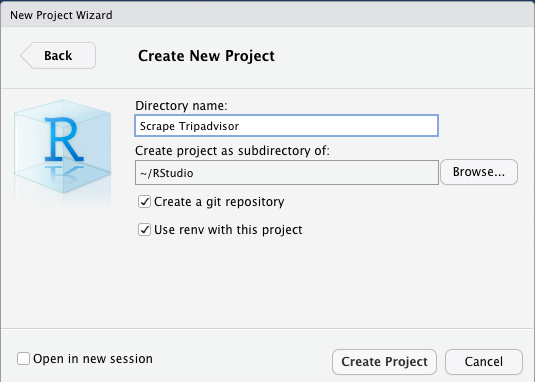 New Project Wizard
Back
Create New Project
R
Directory name:
Scrape Tripadvisor
Create project as subdirectory of:
~/RStudio
Browse...
Create a git repository
Use renv with this project
Open in new session
Create Project
Cancel